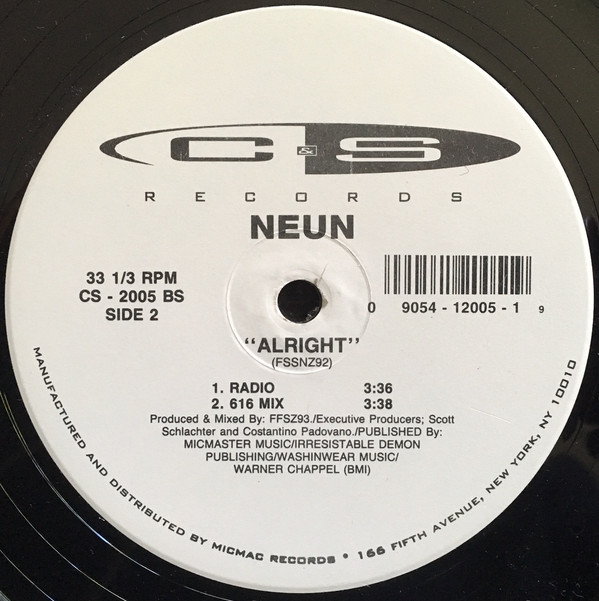 C&S
RECORDS
NEUN
33 1/3 RPM
CS - 2005 BS
SIDE 2
0 9054 - 12005 - 1 9
"ALRIGHT"
(FSSNZ92)
1. RADIO 3:36
2. 616 MIX 3:38
Produced & Mixed By: FFSZ93./Executive Producers; Scott
Schlachter and Costantino Padovano./PUBLISHED By:
MICMASTER MUSIC/IRRESISTABLE DEMON
PUBLISHING/WASHINWEAR MUSIC/
WARNER CHAPPEL (BMI)
MANUFACTURED AND DISTRIBUTED BY MICMAC RECORDS • 166 FIFTH AVENUE, NEW YORK, NY 10010